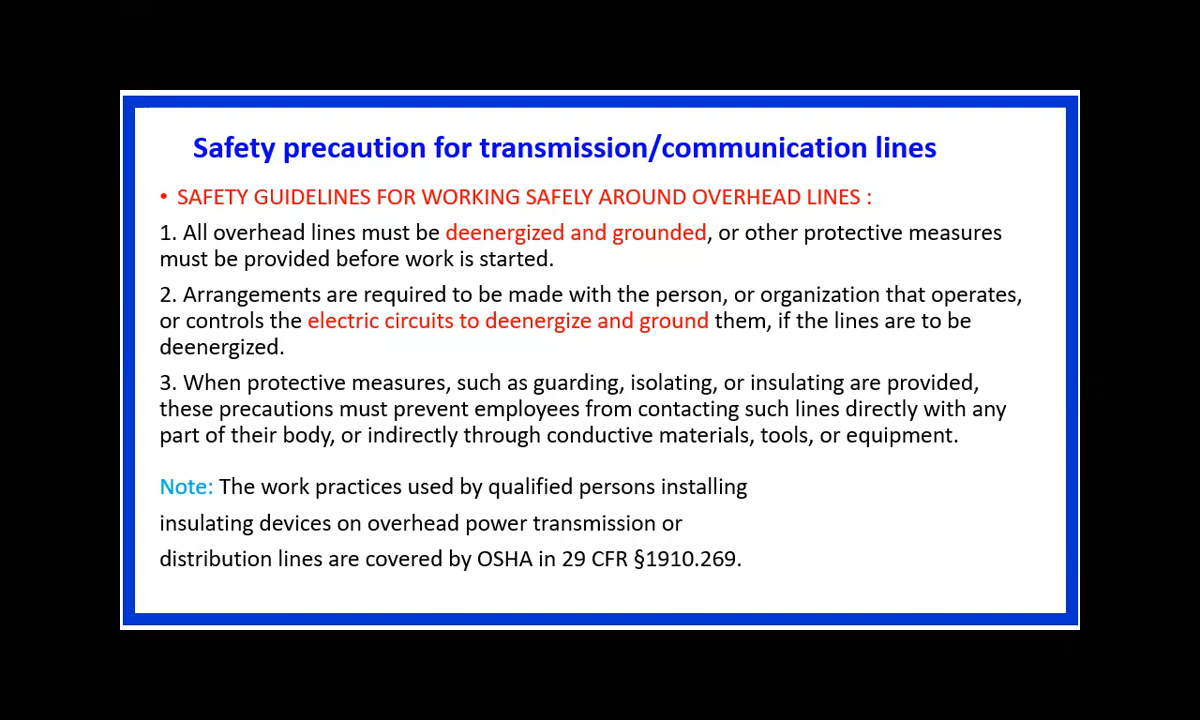 Safety precaution for transmission/communication lines
• SAFETY GUIDELINES FOR WORKING SAFELY AROUND OVERHEAD LINES :
1. All overhead lines must be deenergized and grounded, or other protective measures
must be provided before work is started.
2. Arrangements are required to be made with the person, or organization that operates,
or controls the electric circuits to deenergize and ground them, if the lines are to be
deenergized.
3. When protective measures, such as guarding, isolating, or insulating are provided,
these precautions must prevent employees from contacting such lines directly with any
part of their body, or indirectly through conductive materials, tools, or equipment.
Note: The work practices used by qualified persons installing
insulating devices on overhead power transmission or
distribution lines are covered by OSHA in 29 CFR §1910.269.